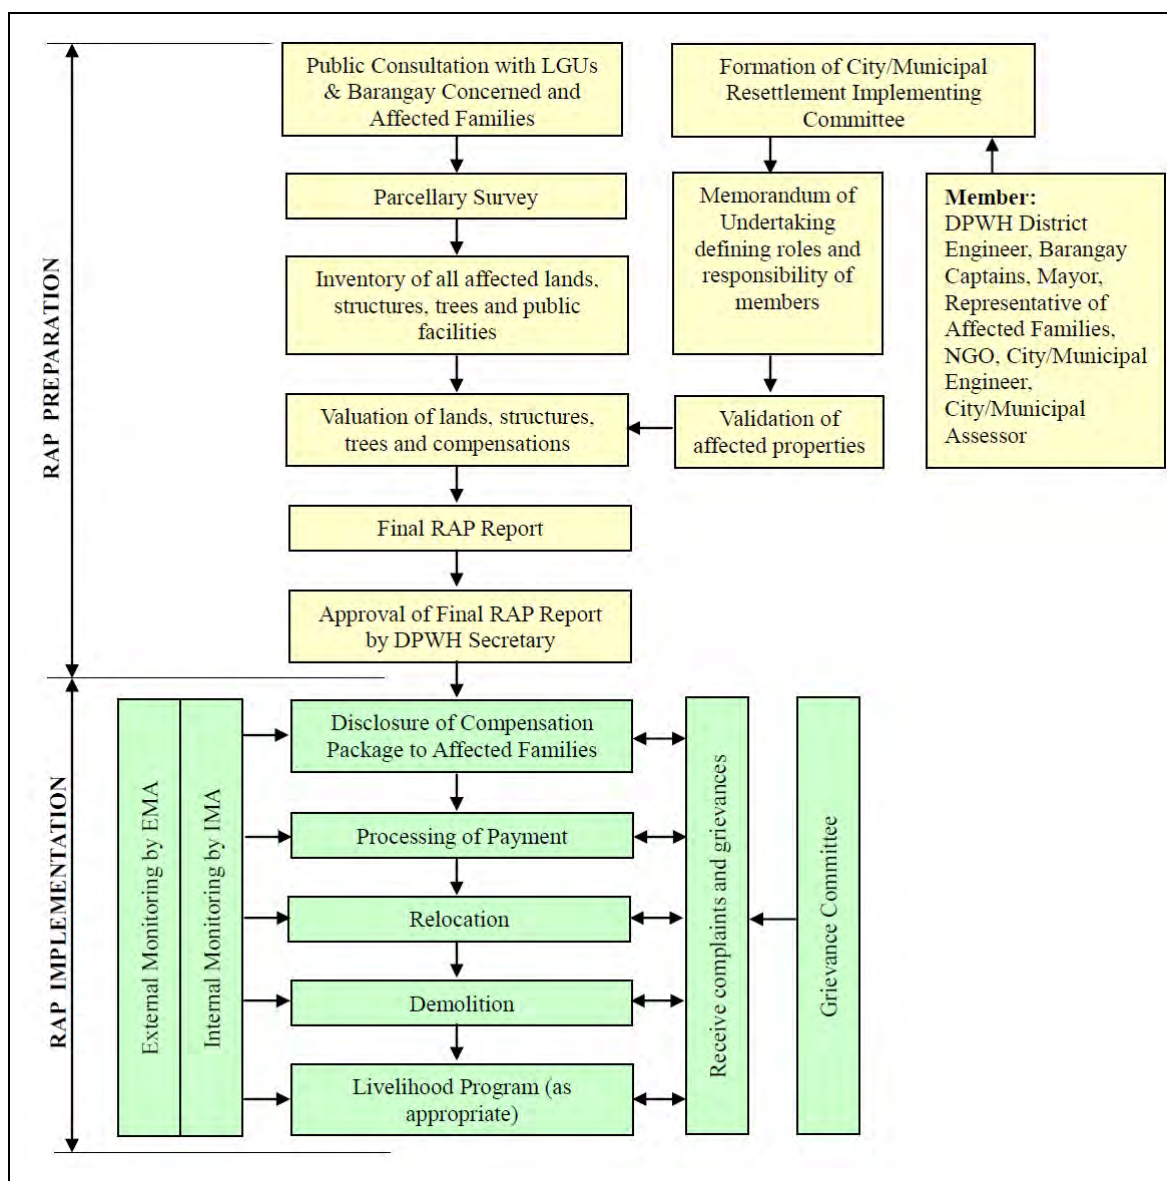 RAP PREPARATION
Public Consultation with LGUs
& Barangay Concerned and
Affected Families
Parcellary Survey
Inventory of all affected lands,
structures, trees and public
facilities
Valuation of lands, structures,
trees and compensations
Final RAP Report
Approval of Final RAP Report
by DPWH Secretary
Formation of City/Municipal
Resettlement Implementing
Committee
Memorandum of
Undertaking
defining roles and
responsibility of
members
Validation of
affected properties
Member:
DPWH District
Engineer, Barangay
Captains, Mayor,
Representative of
Affected Families,
NGO, City/Municipal
Engineer,
City/Municipal
Assessor
RAP IMPLEMENTATION
External Monitoring by EMA
Internal Monitoring by IMA
Disclosure of Compensation
Package to Affected Families
Processing of Payment
Relocation
Demolition
Livelihood Program (as
appropriate)
Receive complaints and grievances
Grievance Committee